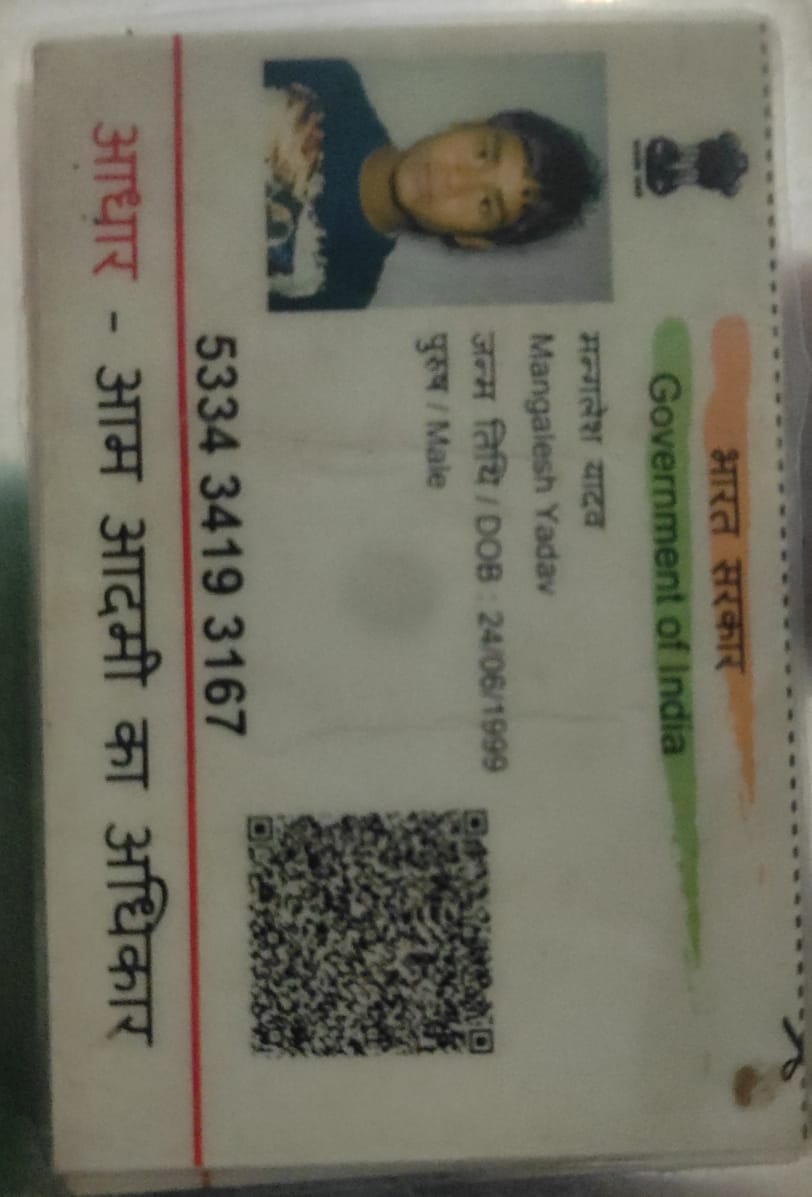 भारत सरकार
Government of India
मन्गलेश यादव
Mangalesh Yadav
जन्म तिथि / DOB : 24/06/1999
पुरुष / Male
5334 3419 3167
आधार - आम आदमी का अधिकार